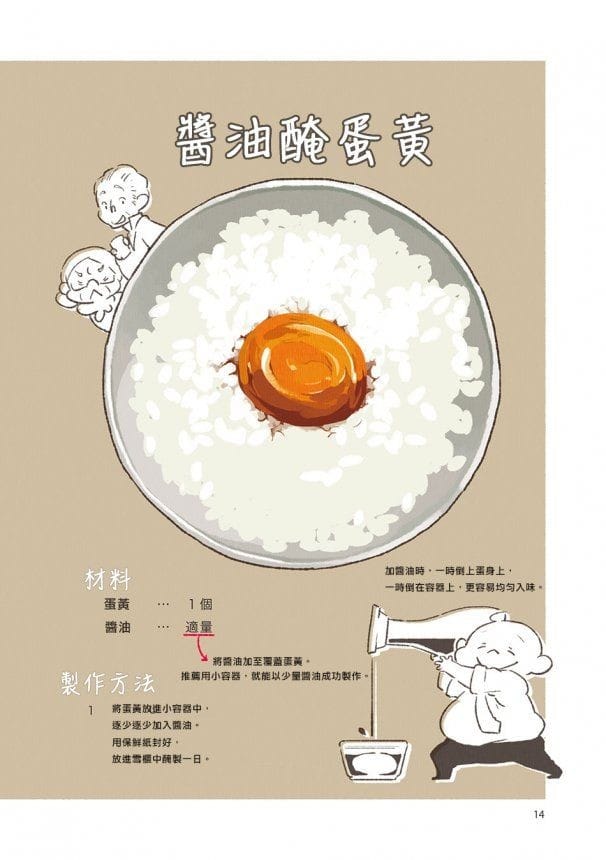 醬油醃蛋黃
加醬油時，一時倒上蛋身上，
一時倒在容器上，更容易均勻入味。
材料
蛋黃 … 1個
醬油 … 適量
將醬油加至覆蓋蛋黃。
推薦用小容器，就能以少量醬油成功製作。
製作方法
1 將蛋黃放進小容器中，
逐少逐少加入醬油。
用保鮮紙封好，
放進雪櫃中醃製一日。
14